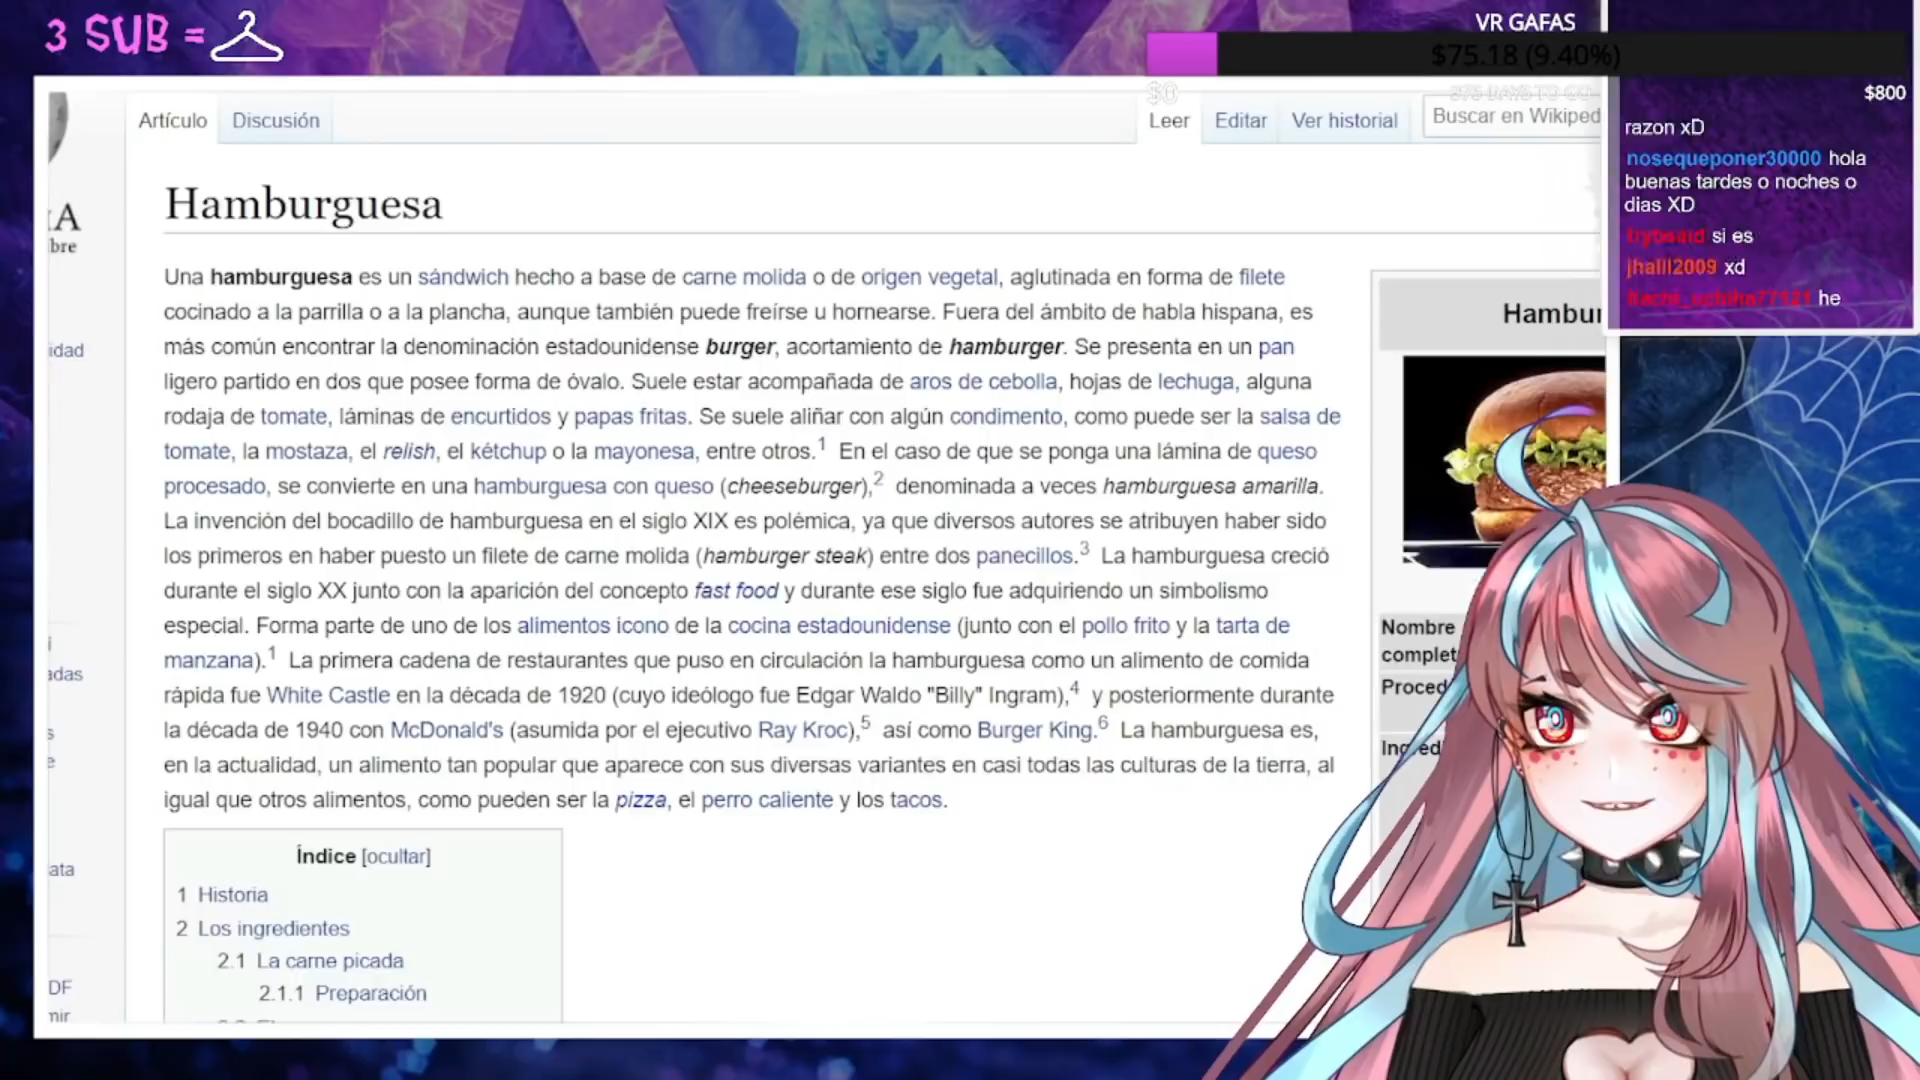 3 SUB =
VR GAFAS
$75.18 (9.40%)
$0
$800
Artículo
Discusión
Leer
Editar
Ver historial
Buscar en Wikiped
razon xD
nosequeponer30000 hola
buenas tardes o noches o
dias XD
si es
jhalll2009 xd
he
IA
bre
Hamburguesa
Una hamburguesa es un sándwich hecho a base de carne molida o de origen vegetal, aglutinada en forma de filete
cocinado a la parrilla o a la plancha, aunque también puede freírse u hornearse. Fuera del ámbito de habla hispana, es
más común encontrar la denominación estadounidense burger, acortamiento de hamburger. Se presenta en un pan
ligero partido en dos que posee forma de óvalo. Suele estar acompañada de aros de cebolla, hojas de lechuga, alguna
rodaja de tomate, láminas de encurtidos y papas fritas. Se suele aliñar con algún condimento, como puede ser la salsa de
tomate, la mostaza, el relish, el kétchup o la mayonesa, entre otros.1 En el caso de que se ponga una lámina de queso
procesado, se convierte en una hamburguesa con queso (cheeseburger),2 denominada a veces hamburguesa amarilla.
La invención del bocadillo de hamburguesa en el siglo XIX es polémica, ya que diversos autores se atribuyen haber sido
los primeros en haber puesto un filete de carne molida (hamburger steak) entre dos panecillos.3 La hamburguesa creció
durante el siglo XX junto con la aparición del concepto fast food y durante ese siglo fue adquiriendo un simbolismo
especial. Forma parte de uno de los alimentos icono de la cocina estadounidense (junto con el pollo frito y la tarta de
manzana).1 La primera cadena de restaurantes que puso en circulación la hamburguesa como un alimento de comida
rápida fue White Castle en la década de 1920 (cuyo ideólogo fue Edgar Waldo "Billy" Ingram),4 y posteriormente durante
la década de 1940 con McDonald's (asumida por el ejecutivo Ray Kroc),5 así como Burger King.6 La hamburguesa es,
en la actualidad, un alimento tan popular que aparece con sus diversas variantes en casi todas las culturas de la tierra, al
igual que otros alimentos, como pueden ser la pizza, el perro caliente y los tacos.
Hambur
Nombre
complet
Proced
Ingred
idad
adas
ata
DF
mir
Índice [ocultar]
1 Historia
2 Los ingredientes
2.1 La carne picada
2.1.1 Preparación